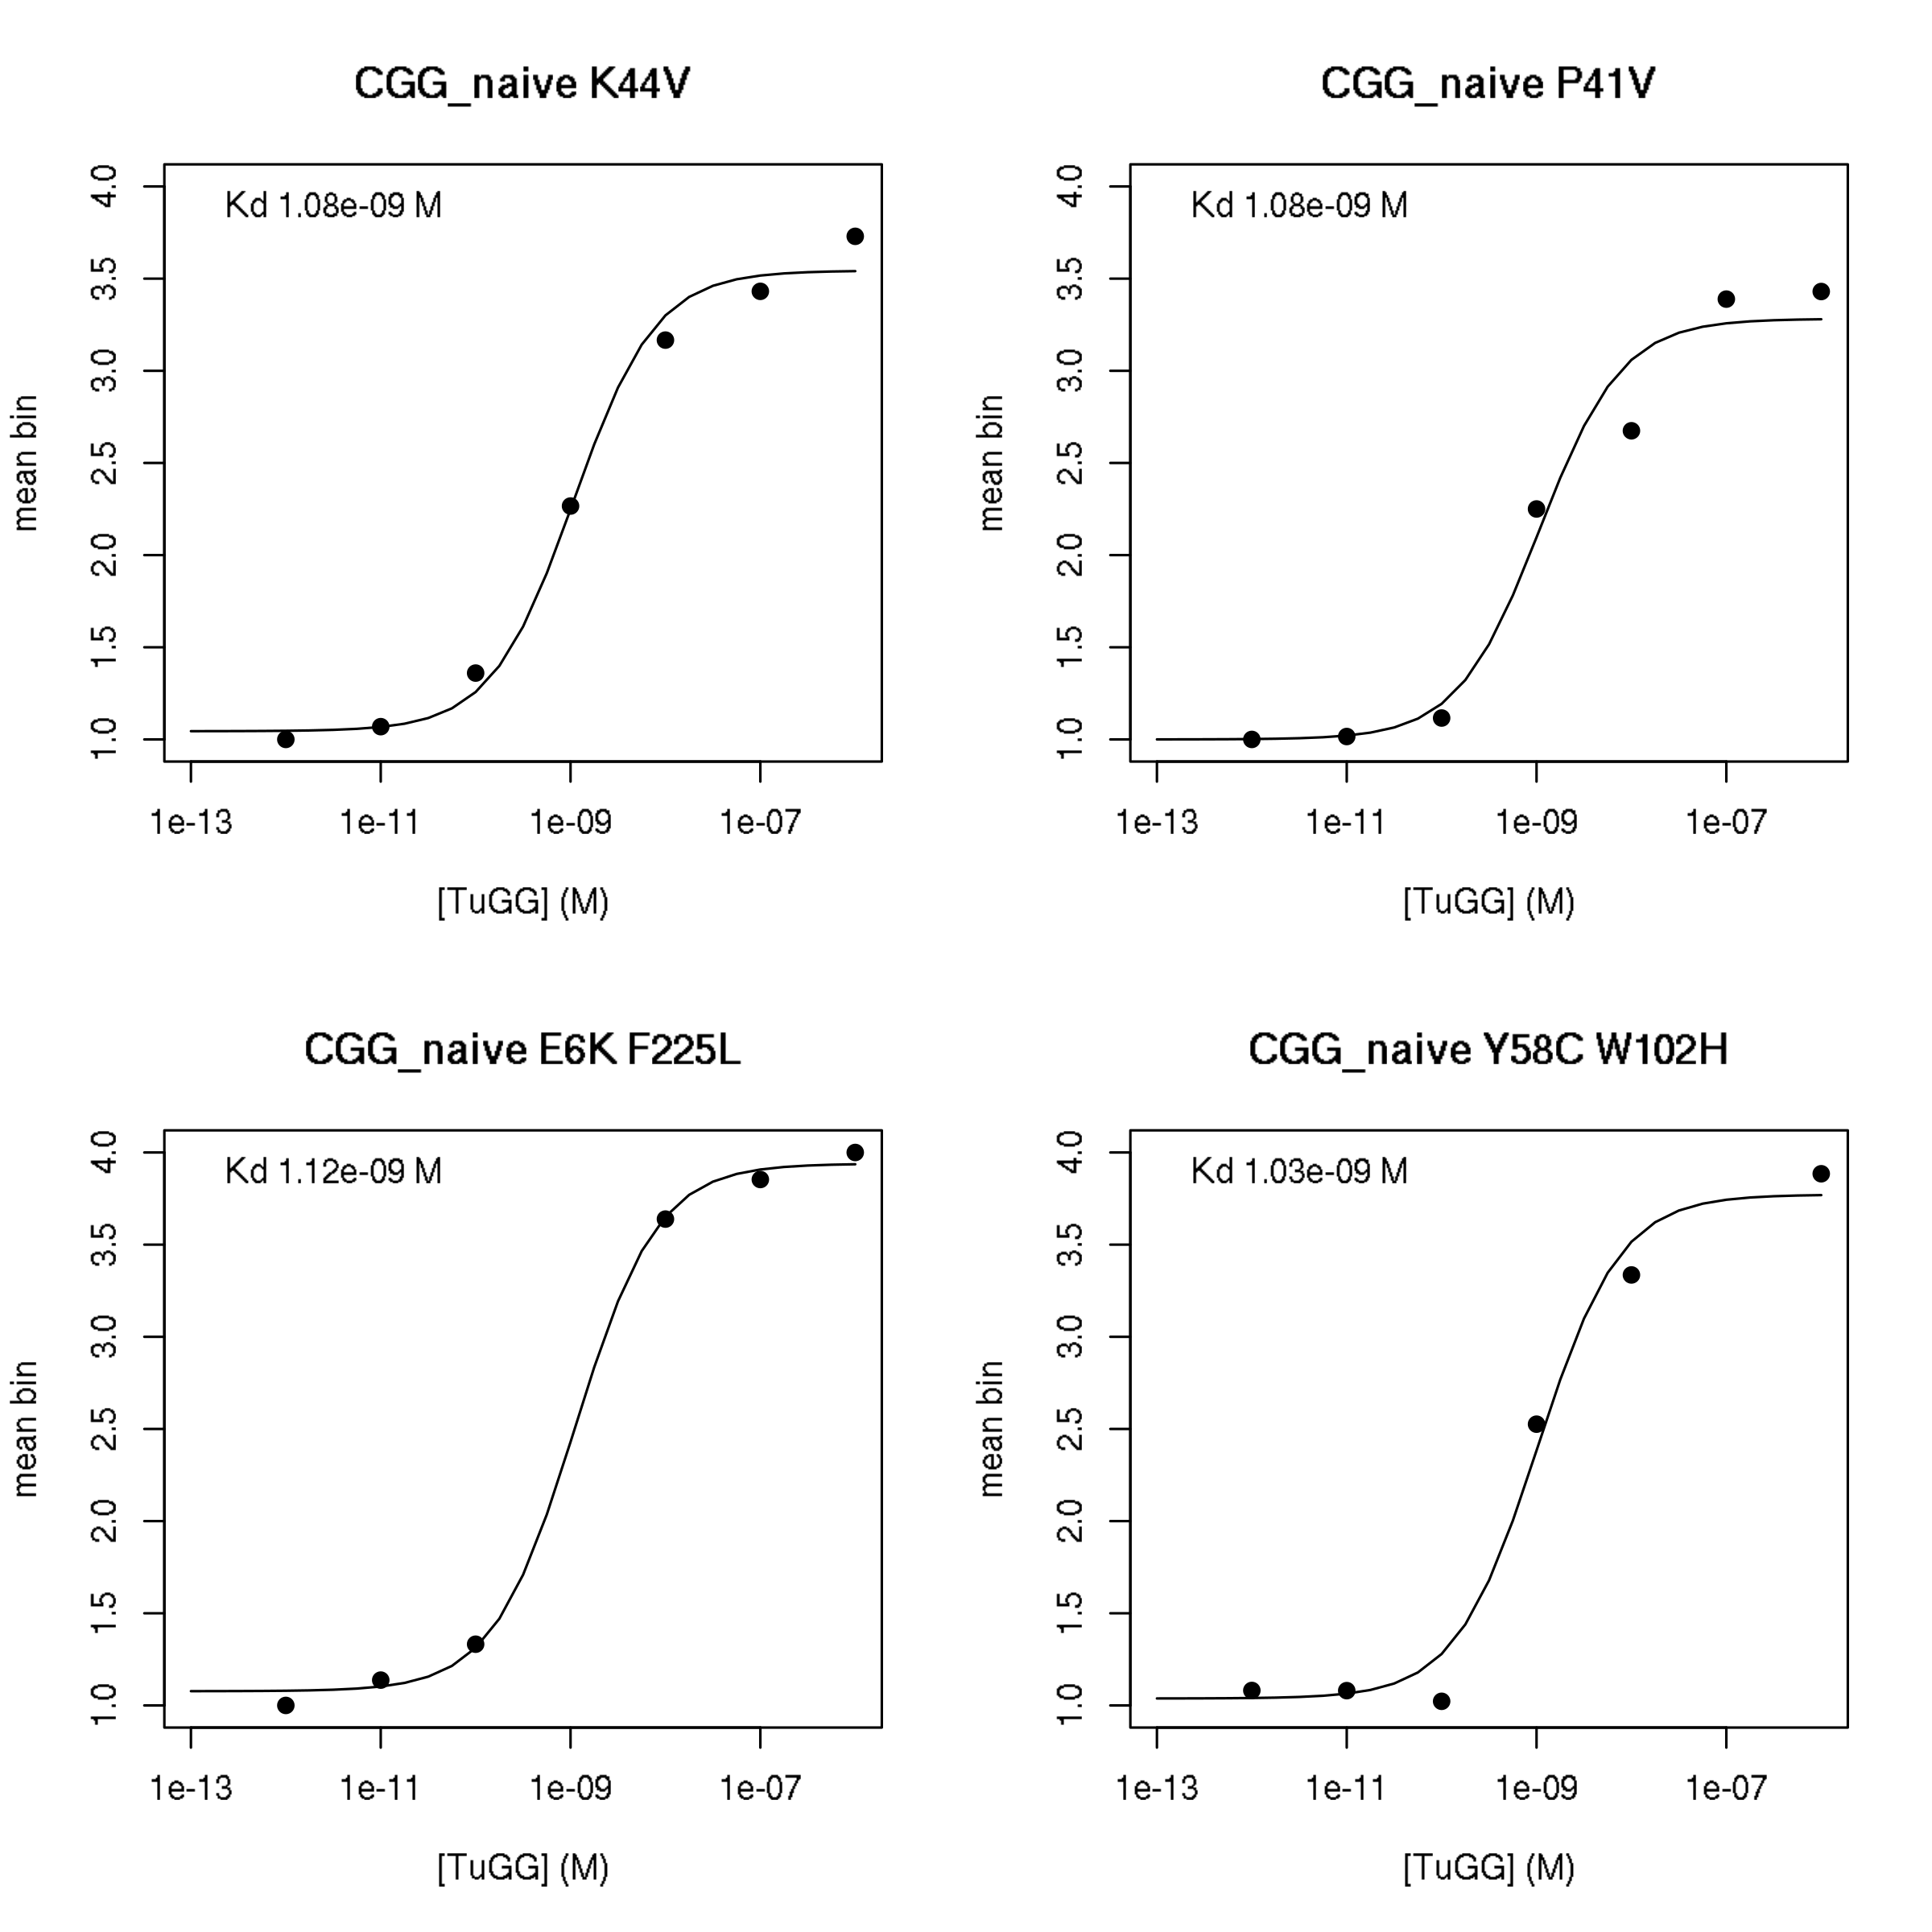 CGG_naive K44V
Kd 1.08e-09 M
4.0
3.5
3.0
2.5
2.0
1.5
1.0
mean bin
1e-13 1e-11 1e-09 1e-07
[TuGG] (M)
CGG_naive P41V
Kd 1.08e-09 M
4.0
3.5
3.0
2.5
2.0
1.5
1.0
mean bin
1e-13 1e-11 1e-09 1e-07
[TuGG] (M)
CGG_naive E6K F225L
Kd 1.12e-09 M
4.0
3.5
3.0
2.5
2.0
1.5
1.0
mean bin
1e-13 1e-11 1e-09 1e-07
[TuGG] (M)
CGG_naive Y58C W102H
Kd 1.03e-09 M
4.0
3.5
3.0
2.5
2.0
1.5
1.0
mean bin
1e-13 1e-11 1e-09 1e-07
[TuGG] (M)